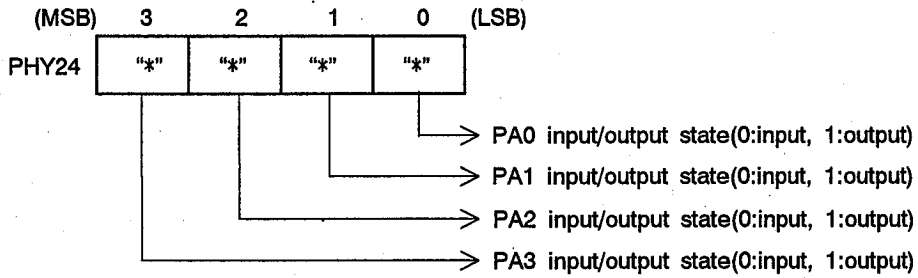 (MSB) 3 2 1 0 (LSB)
PHY24 "*" "*" "*" "*"
PA0 input/output state(0:input, 1:output)
PA1 input/output state(0:input, 1:output)
PA2 input/output state(0:input, 1:output)
PA3 input/output state(0:input, 1:output)